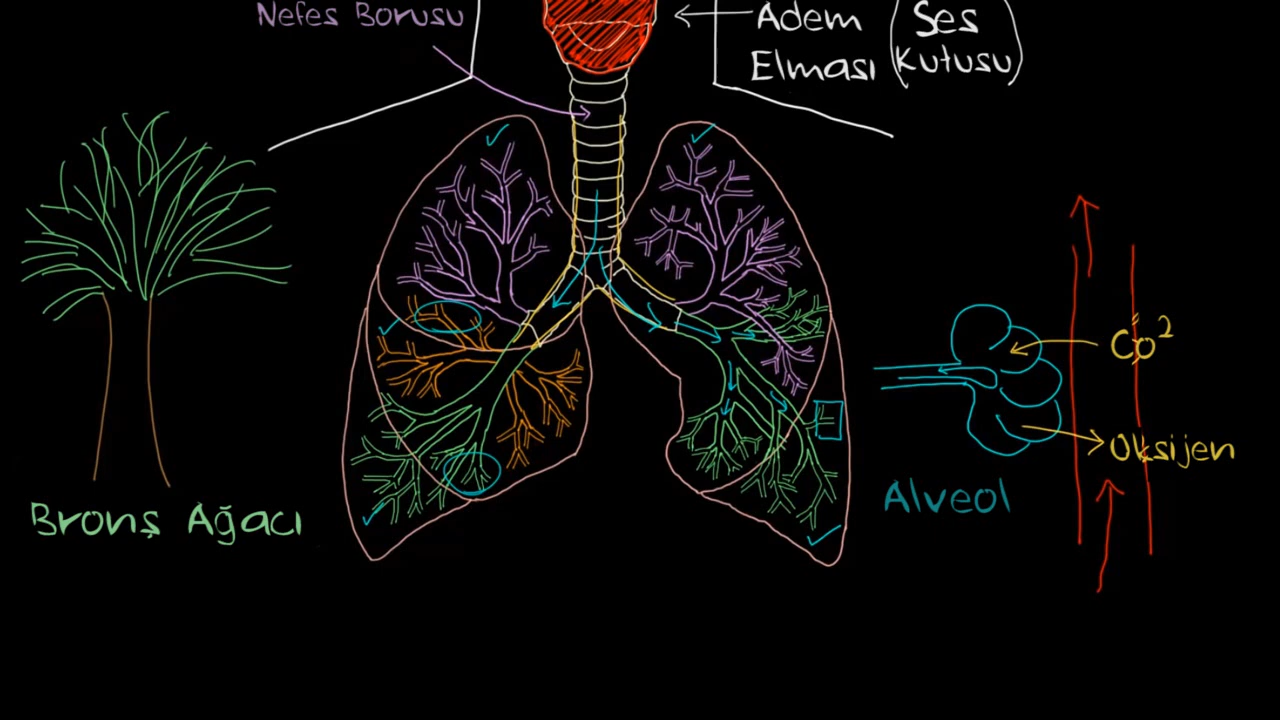 Nefes Borusu
Adem
Elması
(Ses
Kutusu)
Co²
Oksijen
Alveol
Bronş Ağacı